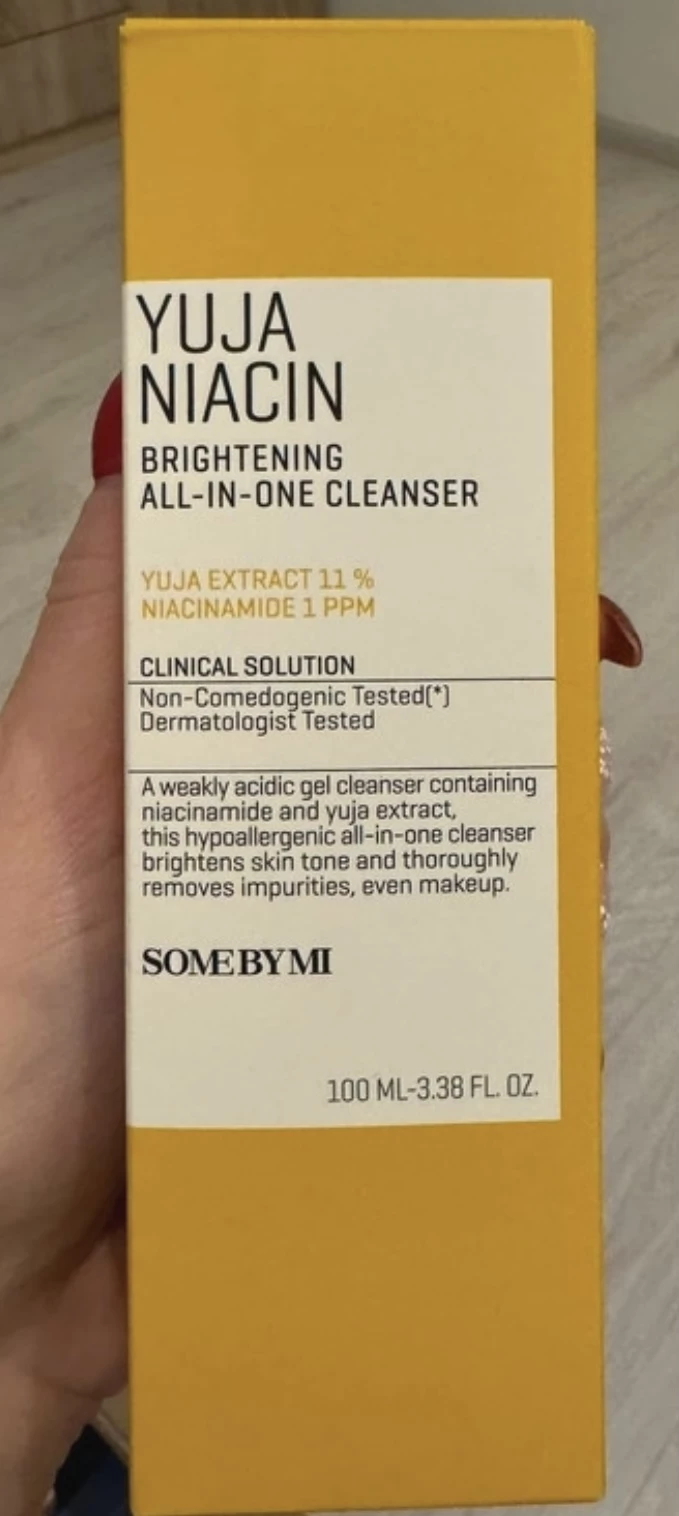 YUJA
NIACIN
BRIGHTENING
ALL-IN-ONE CLEANSER
YUJA EXTRACT 11 %
NIACINAMIDE 1 PPM
CLINICAL SOLUTION
Non-Comedogenic Tested(*)
Dermatologist Tested
A weakly acidic gel cleanser containing
niacinamide and yuja extract,
this hypoallergenic all-in-one cleanser
brightens skin tone and thoroughly
removes impurities, even makeup.
SOMEBYMI
100 ML-3.38 FL. OZ.